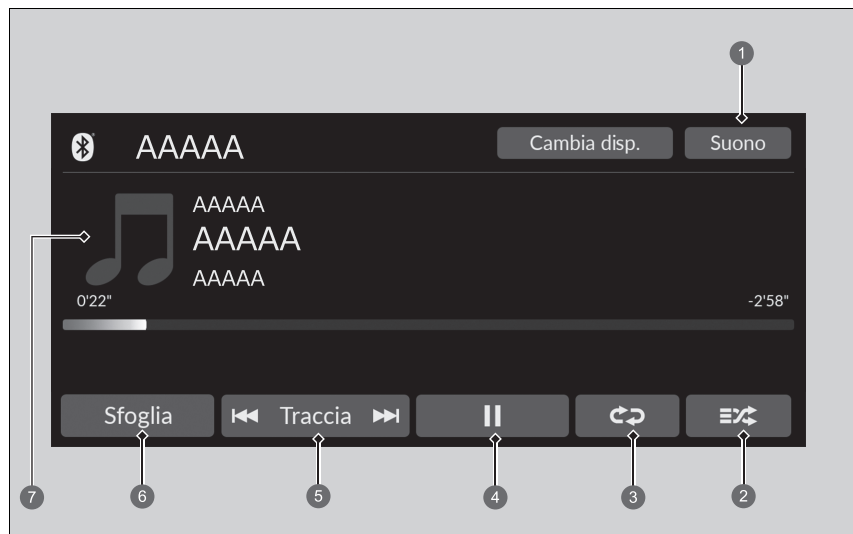 1
AAAAA
Cambia disp.
Suono
AAAAA
AAAAA
AAAAA
7
0'22"
-2'58"
Sfoglia
Traccia
6
5
4
3
2